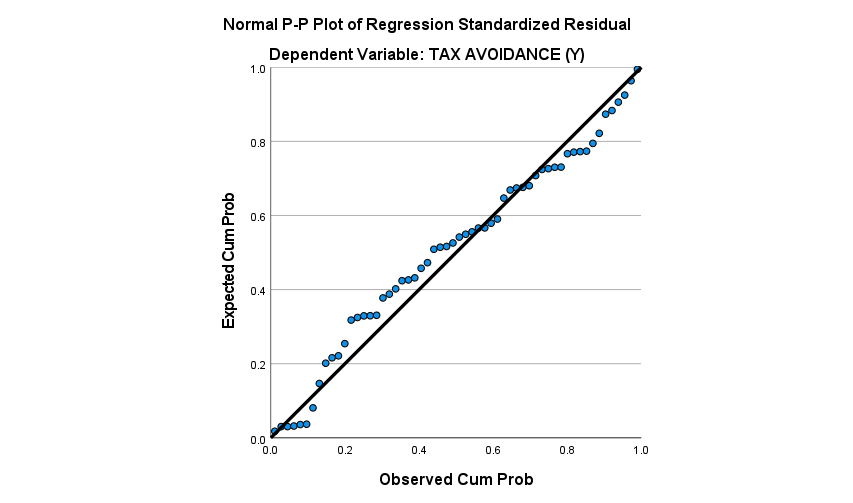 Normal P-P Plot of Regression Standardized Residual
Dependent Variable: TAX AVOIDANCE (Y)
1.0
0.8
0.6
0.4
0.2
0.0
Expected Cum Prob
0.0 0.2 0.4 0.6 0.8 1.0
Observed Cum Prob